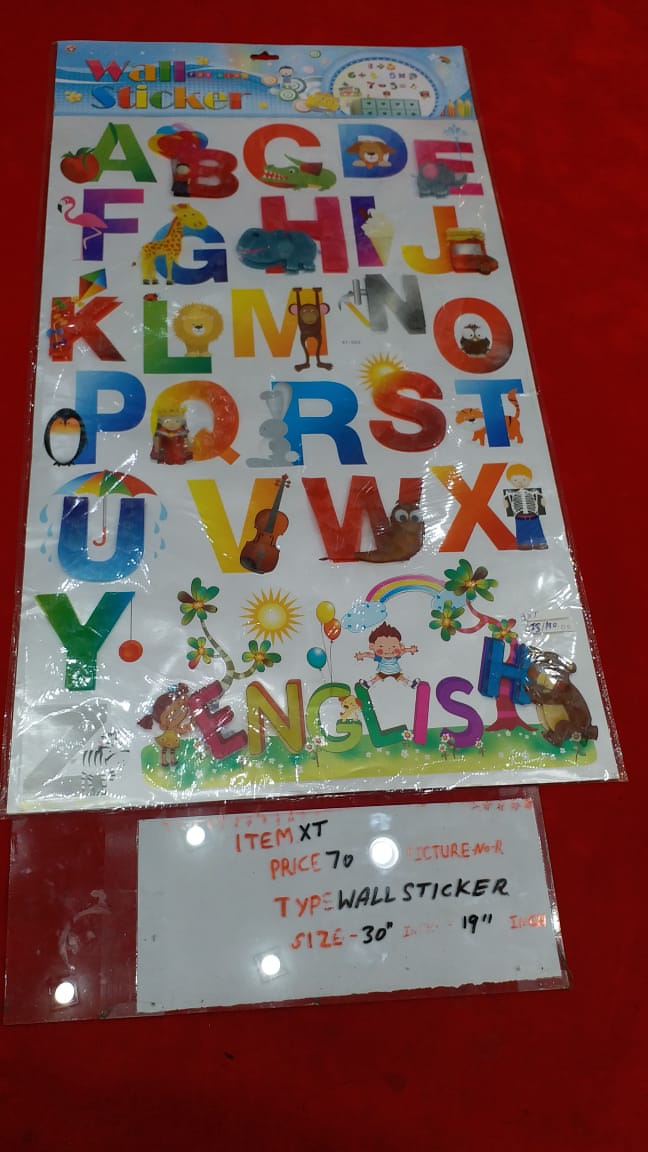 Wall
Sticker
A B C D E
F G H I J
K L M N O
P Q R S T
U V W X
Y
Z
ENGLISH
ITEM XT
PRICE 70 PICTURE-NO-R
TYPE WALL STICKER
SIZE - 30" INCH 19" INCH